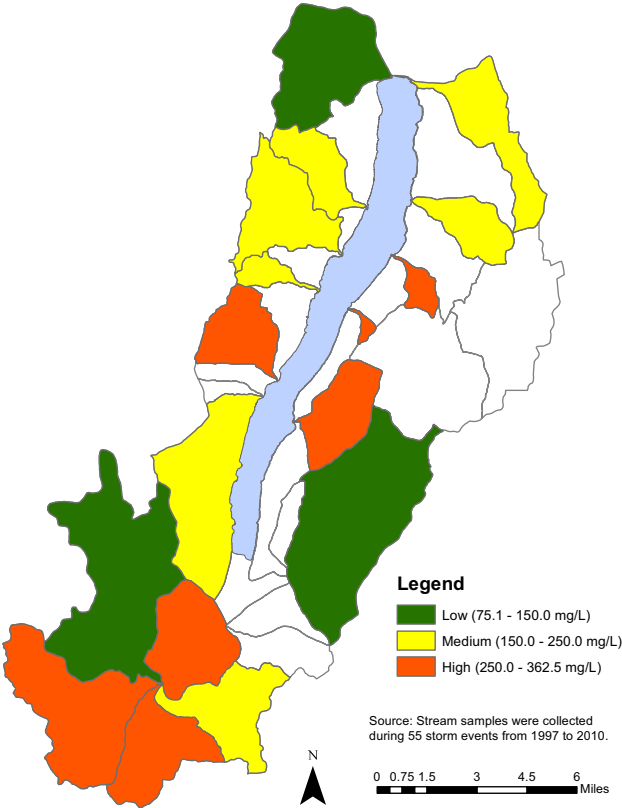 Legend
Low (75.1 - 150.0 mg/L)
Medium (150.0 - 250.0 mg/L)
High (250.0 - 362.5 mg/L)
Source: Stream samples were collected
during 55 storm events from 1997 to 2010.
N
0 0.75 1.5 3 4.5 6
Miles